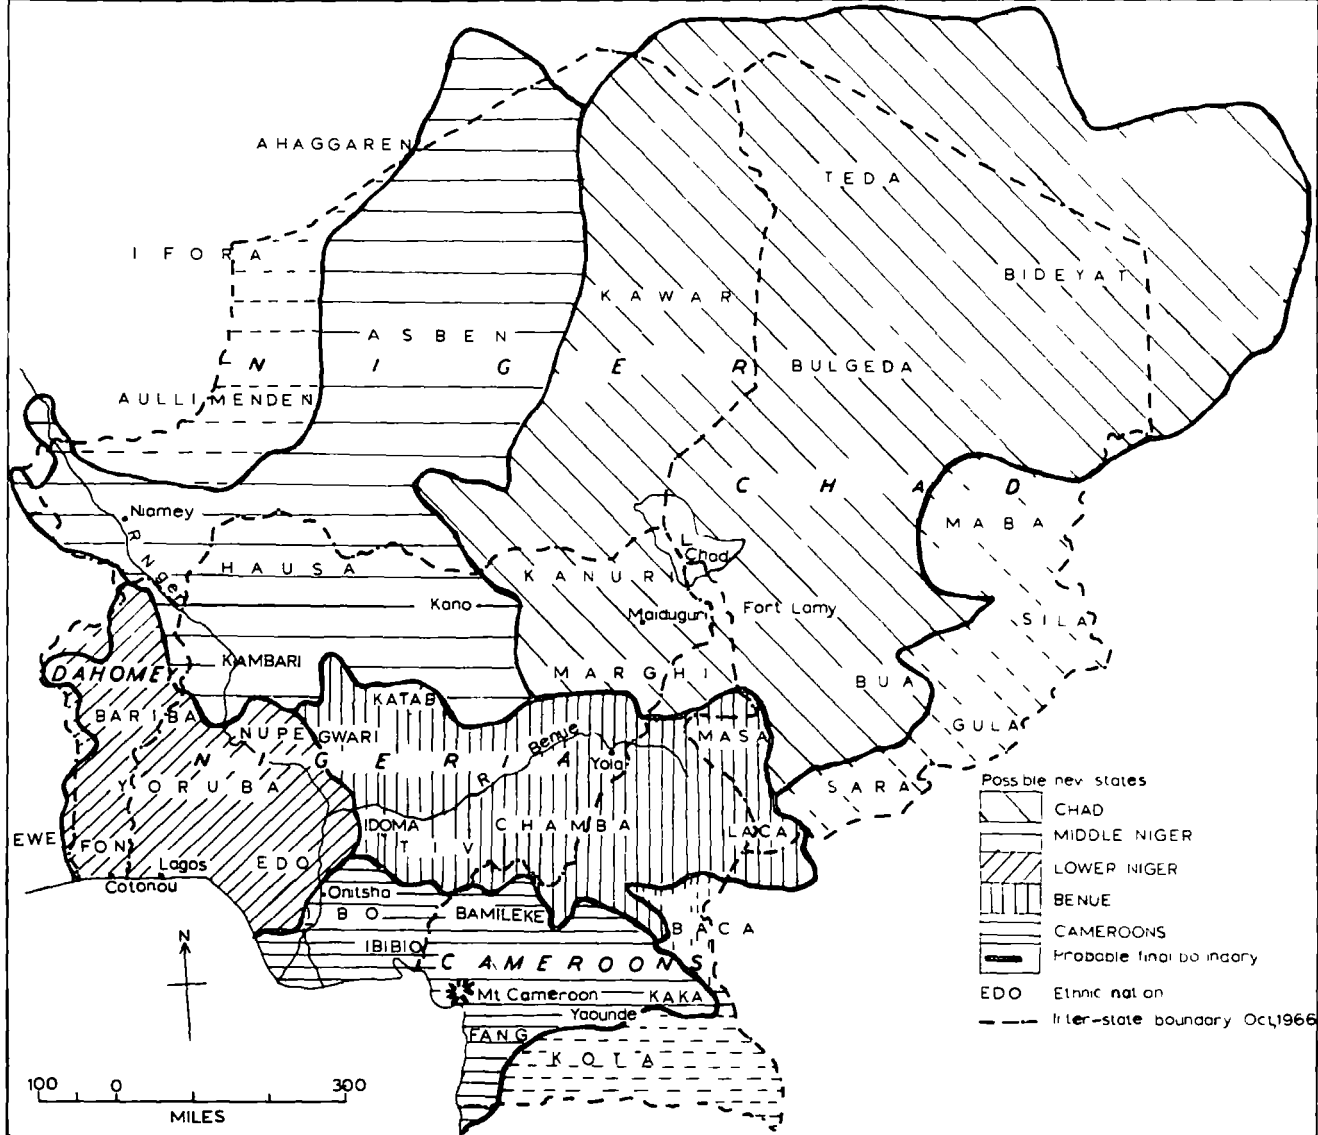 AHAGGAREN
TEDA
IFORA
BIDEYAT
KAWAR
ASBEN
NIGER
BULGEDA
AULLIMENDEN
CHAD
MABA
Niamey
R Niger
L
Chad
HAUSA
KANURI
Kano
Maiduguri
Fort Lamy
SILA
KAMBARI
DAHOMEY
MARGHI
BUA
KATAB
BARIBA
NUPE
GWARI
GULA
MASA
NIGERIA
R Benue
Yola
YORUBA
SARA
EWE
FON
IDOMA
TIV
CHAMBA
LACA
EDO
Lagos
Cotonou
Onitsha
IBO
BAMILEKE
BACA
IBIBIO
CAMEROONS
Mt Cameroon
KAKA
Yaounde
FANG
KOTA
N
100 0 300
MILES
Possible new states
CHAD
MIDDLE NIGER
LOWER NIGER
BENUE
CAMEROONS
Probable final boundary
EDO Ethnic nation
Inter-state boundary Oct,1966